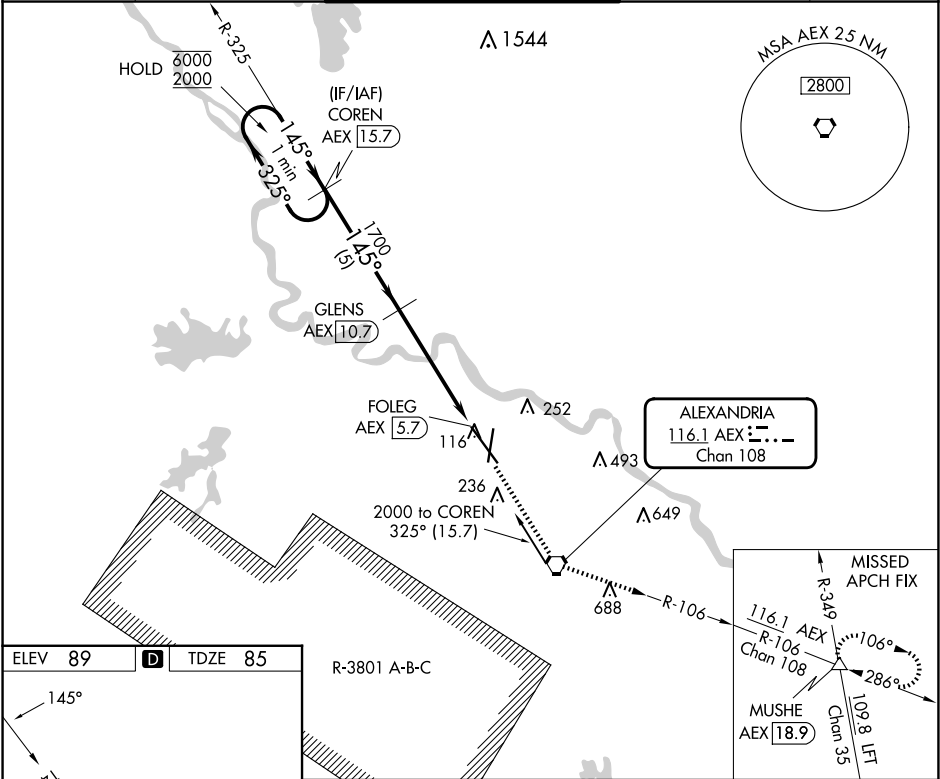 1544
MSA AEX 25 NM
2800
R-325
HOLD 6000
2000
(IF/IAF)
COREN
AEX 15.7
145°
1 min
325°
1700
145°
(5)
GLENS
AEX 10.7
FOLEG
AEX 5.7
116
252
493
649
236
688
ALEXANDRIA
116.1 AEX
Chan 108
2000 to COREN
325° (15.7)
R-106
MISSED
APCH FIX
R-349
116.1 AEX
R-106
Chan 108
106°
286°
MUSHE
AEX 18.9
109.8 LFT
Chan 35
R-3801 A-B-C
ELEV 89 D TDZE 85
145°